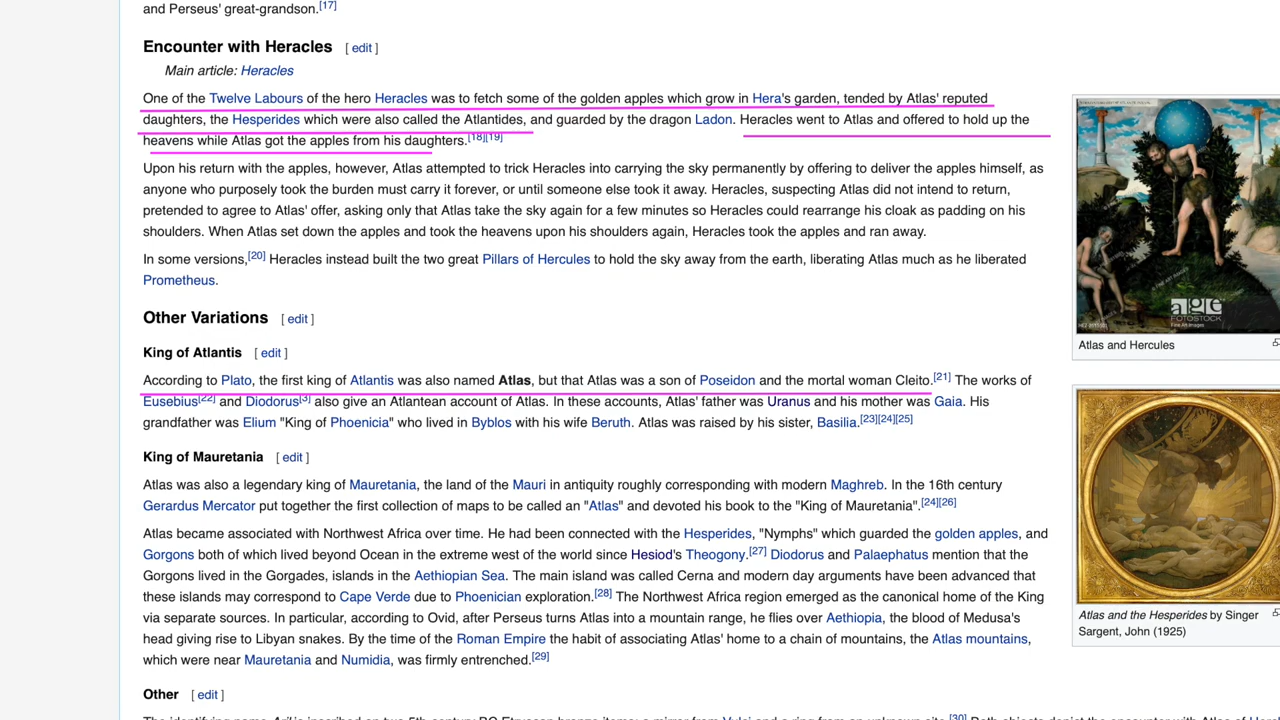 and Perseus' great-grandson.[17]
Encounter with Heracles [ edit ]
Main article: Heracles
One of the Twelve Labours of the hero Heracles was to fetch some of the golden apples which grow in Hera's garden, tended by Atlas' reputed
daughters, the Hesperides which were also called the Atlantides, and guarded by the dragon Ladon. Heracles went to Atlas and offered to hold up the
heavens while Atlas got the apples from his daughters.[18][19]
Upon his return with the apples, however, Atlas attempted to trick Heracles into carrying the sky permanently by offering to deliver the apples himself, as
anyone who purposely took the burden must carry it forever, or until someone else took it away. Heracles, suspecting Atlas did not intend to return,
pretended to agree to Atlas' offer, asking only that Atlas take the sky again for a few minutes so Heracles could rearrange his cloak as padding on his
shoulders. When Atlas set down the apples and took the heavens upon his shoulders again, Heracles took the apples and ran away.
In some versions,[20] Heracles instead built the two great Pillars of Hercules to hold the sky away from the earth, liberating Atlas much as he liberated
Prometheus.
age
FOTOSTOCK
Fine Art Images
Atlas and Hercules
Other Variations [ edit ]
King of Atlantis [ edit ]
According to Plato, the first king of Atlantis was also named Atlas, but that Atlas was a son of Poseidon and the mortal woman Cleito.[21] The works of
Eusebius[22] and Diodorus[3] also give an Atlantean account of Atlas. In these accounts, Atlas' father was Uranus and his mother was Gaia. His
grandfather was Elium "King of Phoenicia" who lived in Byblos with his wife Beruth. Atlas was raised by his sister, Basilia.[23][24][25]
King of Mauretania [ edit ]
Atlas was also a legendary king of Mauretania, the land of the Mauri in antiquity roughly corresponding with modern Maghreb. In the 16th century
Gerardus Mercator put together the first collection of maps to be called an "Atlas" and devoted his book to the "King of Mauretania".[24][26]
Atlas became associated with Northwest Africa over time. He had been connected with the Hesperides, "Nymphs" which guarded the golden apples, and
Gorgons both of which lived beyond Ocean in the extreme west of the world since Hesiod's Theogony.[27] Diodorus and Palaephatus mention that the
Gorgons lived in the Gorgades, islands in the Aethiopian Sea. The main island was called Cerna and modern day arguments have been advanced that
these islands may correspond to Cape Verde due to Phoenician exploration.[28] The Northwest Africa region emerged as the canonical home of the King
via separate sources. In particular, according to Ovid, after Perseus turns Atlas into a mountain range, he flies over Aethiopia, the blood of Medusa's
head giving rise to Libyan snakes. By the time of the Roman Empire the habit of associating Atlas' home to a chain of mountains, the Atlas mountains,
which were near Mauretania and Numidia, was firmly entrenched.[29]
Atlas and the Hesperides by Singer
Sargent, John (1925)
Other [ edit ]